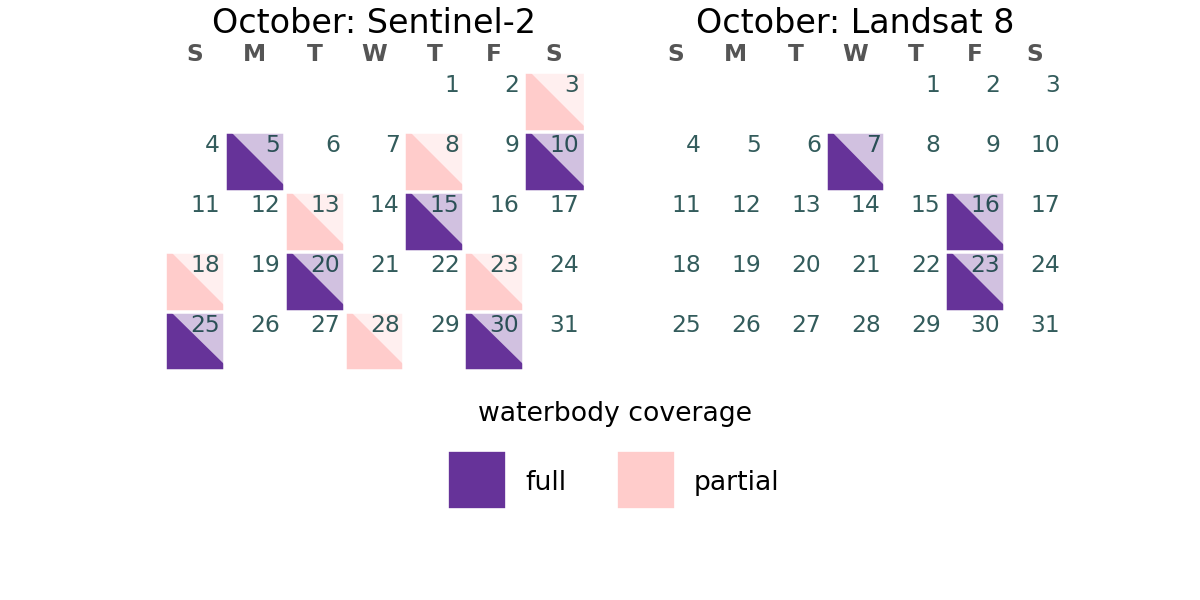 October: Sentinel-2
S M T W T F S
1 2 3
4 5 6 7 8 9 10
11 12 13 14 15 16 17
18 19 20 21 22 23 24
25 26 27 28 29 30 31
October: Landsat 8
S M T W T F S
1 2 3
4 5 6 7 8 9 10
11 12 13 14 15 16 17
18 19 20 21 22 23 24
25 26 27 28 29 30 31
waterbody coverage
full
partial